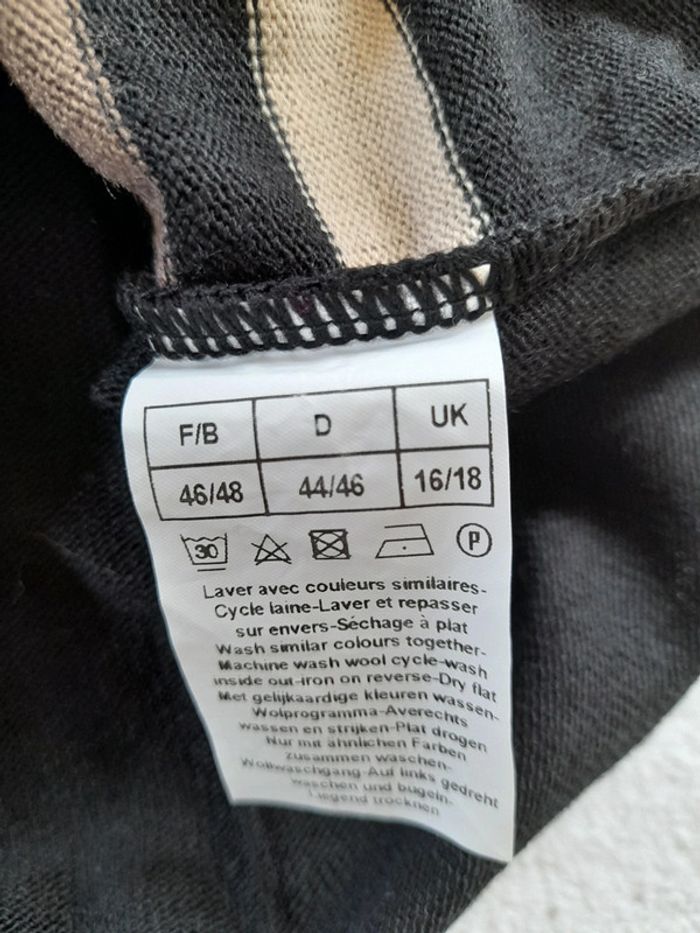 F/B D UK
46/48 44/46 16/18
30 P
Laver avec couleurs similaires-
Cycle laine-Laver et repasser
sur envers-Séchage à plat
Wash similar colours together-
Machine wash wool cycle-wash
inside out-iron on reverse-Dry flat
Met gelijkaardige kleuren wassen-
Wolprogramma-Averechts
wassen en strijken-Plat drogen
Nur mit ähnlichen Farben
zusammen waschen-
Wollwaschgang-Auf links gedreht
waschen und bügeln-
Liegend trocknen